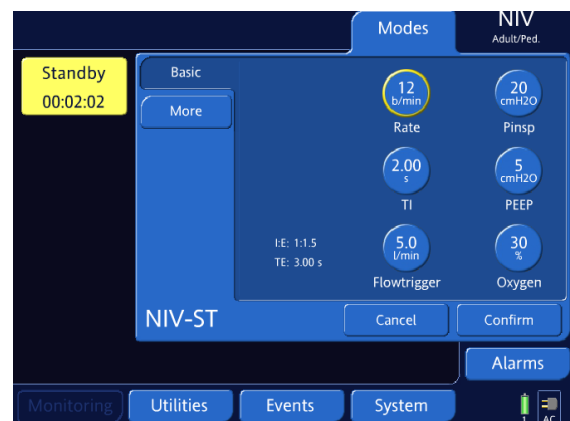 Modes
NIV
Adult/Ped.
Standby
00:02:02
Basic
More
12
b/min
Rate
20
cmH2O
Pinsp
2.00
s
TI
5
cmH2O
PEEP
I:E: 1:1.5
TE: 3.00 s
5.0
l/min
Flowtrigger
30
%
Oxygen
NIV-ST
Cancel
Confirm
Alarms
Monitoring
Utilities
Events
System
1
AC